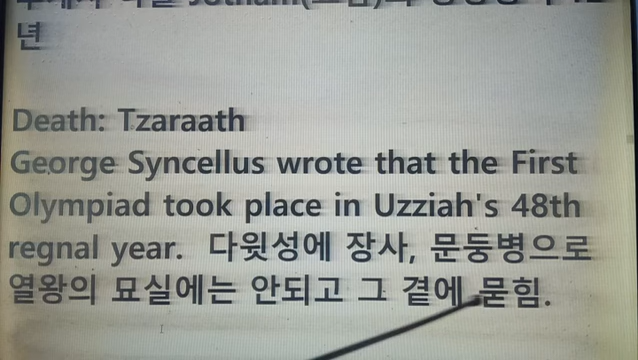 년
Death: Tzaraath
George Syncellus wrote that the First
Olympiad took place in Uzziah's 48th
regnal year. 다윗성에 장사, 문둥병으로
열왕의 묘실에는 안되고 그 곁에 묻힘.